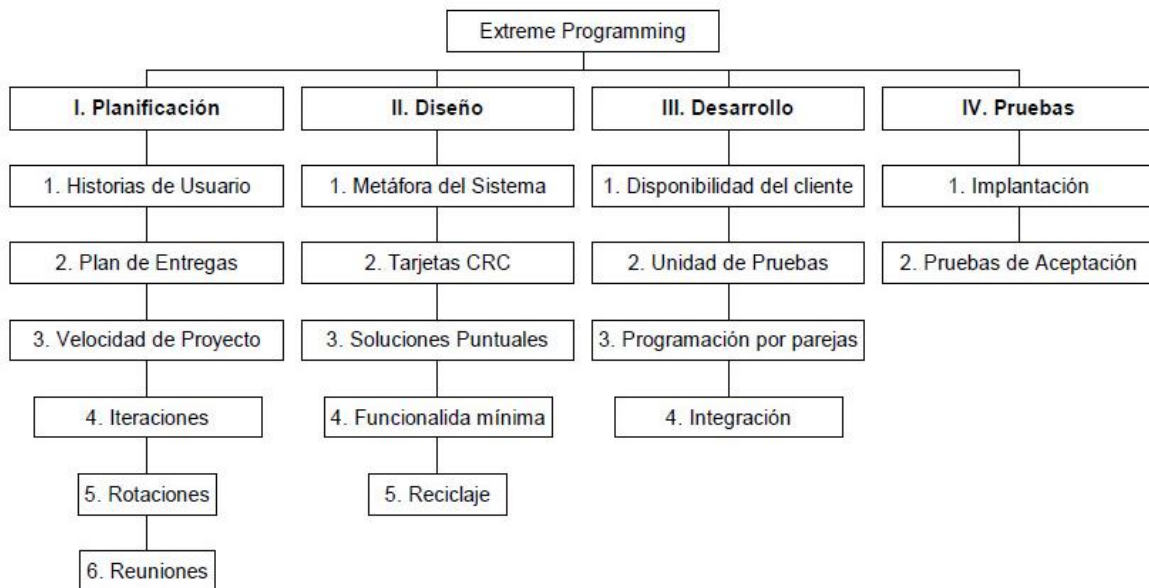 Extreme Programming
I. Planificación
1. Historias de Usuario
2. Plan de Entregas
3. Velocidad de Proyecto
4. Iteraciones
5. Rotaciones
6. Reuniones
II. Diseño
1. Metáfora del Sistema
2. Tarjetas CRC
3. Soluciones Puntuales
4. Funcionalida mínima
5. Reciclaje
III. Desarrollo
1. Disponibilidad del cliente
2. Unidad de Pruebas
3. Programación por parejas
4. Integración
IV. Pruebas
1. Implantación
2. Pruebas de Aceptación